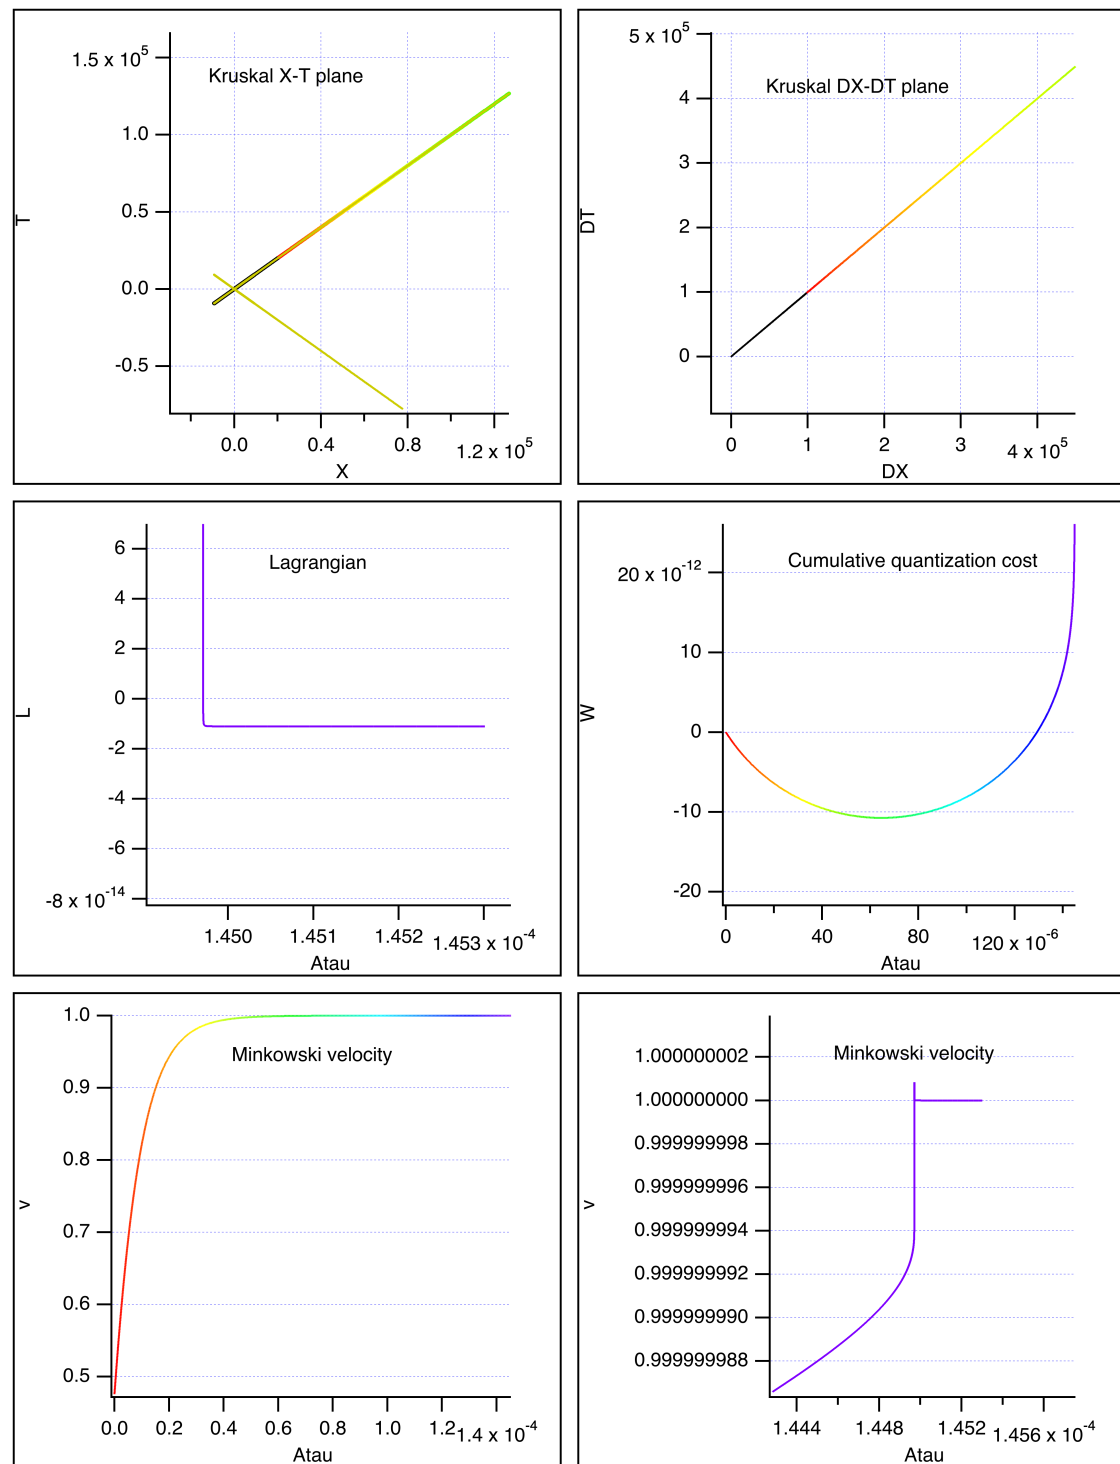 Kruskal X-T plane
1.5 x 10^5
1.0
0.5
0.0
-0.5
T
0.0
0.4
0.8
1.2 x 10^5
X
Kruskal DX-DT plane
5 x 10^5
4
3
2
1
0
DT
0
1
2
3
4 x 10^5
DX
Lagrangian
6
4
2
0
-2
-4
-6
-8 x 10^-14
L
1.450
1.451
1.452
1.453 x 10^-4
Atau
Cumulative quantization cost
20 x 10^-12
10
0
-10
-20
W
0
40
80
120 x 10^-6
Atau
Minkowski velocity
1.0
0.9
0.8
0.7
0.6
0.5
v
0.0
0.2
0.4
0.6
0.8
1.0
1.2
1.4 x 10^-4
Atau
Minkowski velocity
1.000000002
1.000000000
0.999999998
0.999999996
0.999999994
0.999999992
0.999999990
0.999999988
v
1.444
1.448
1.452
1.456 x 10^-4
Atau